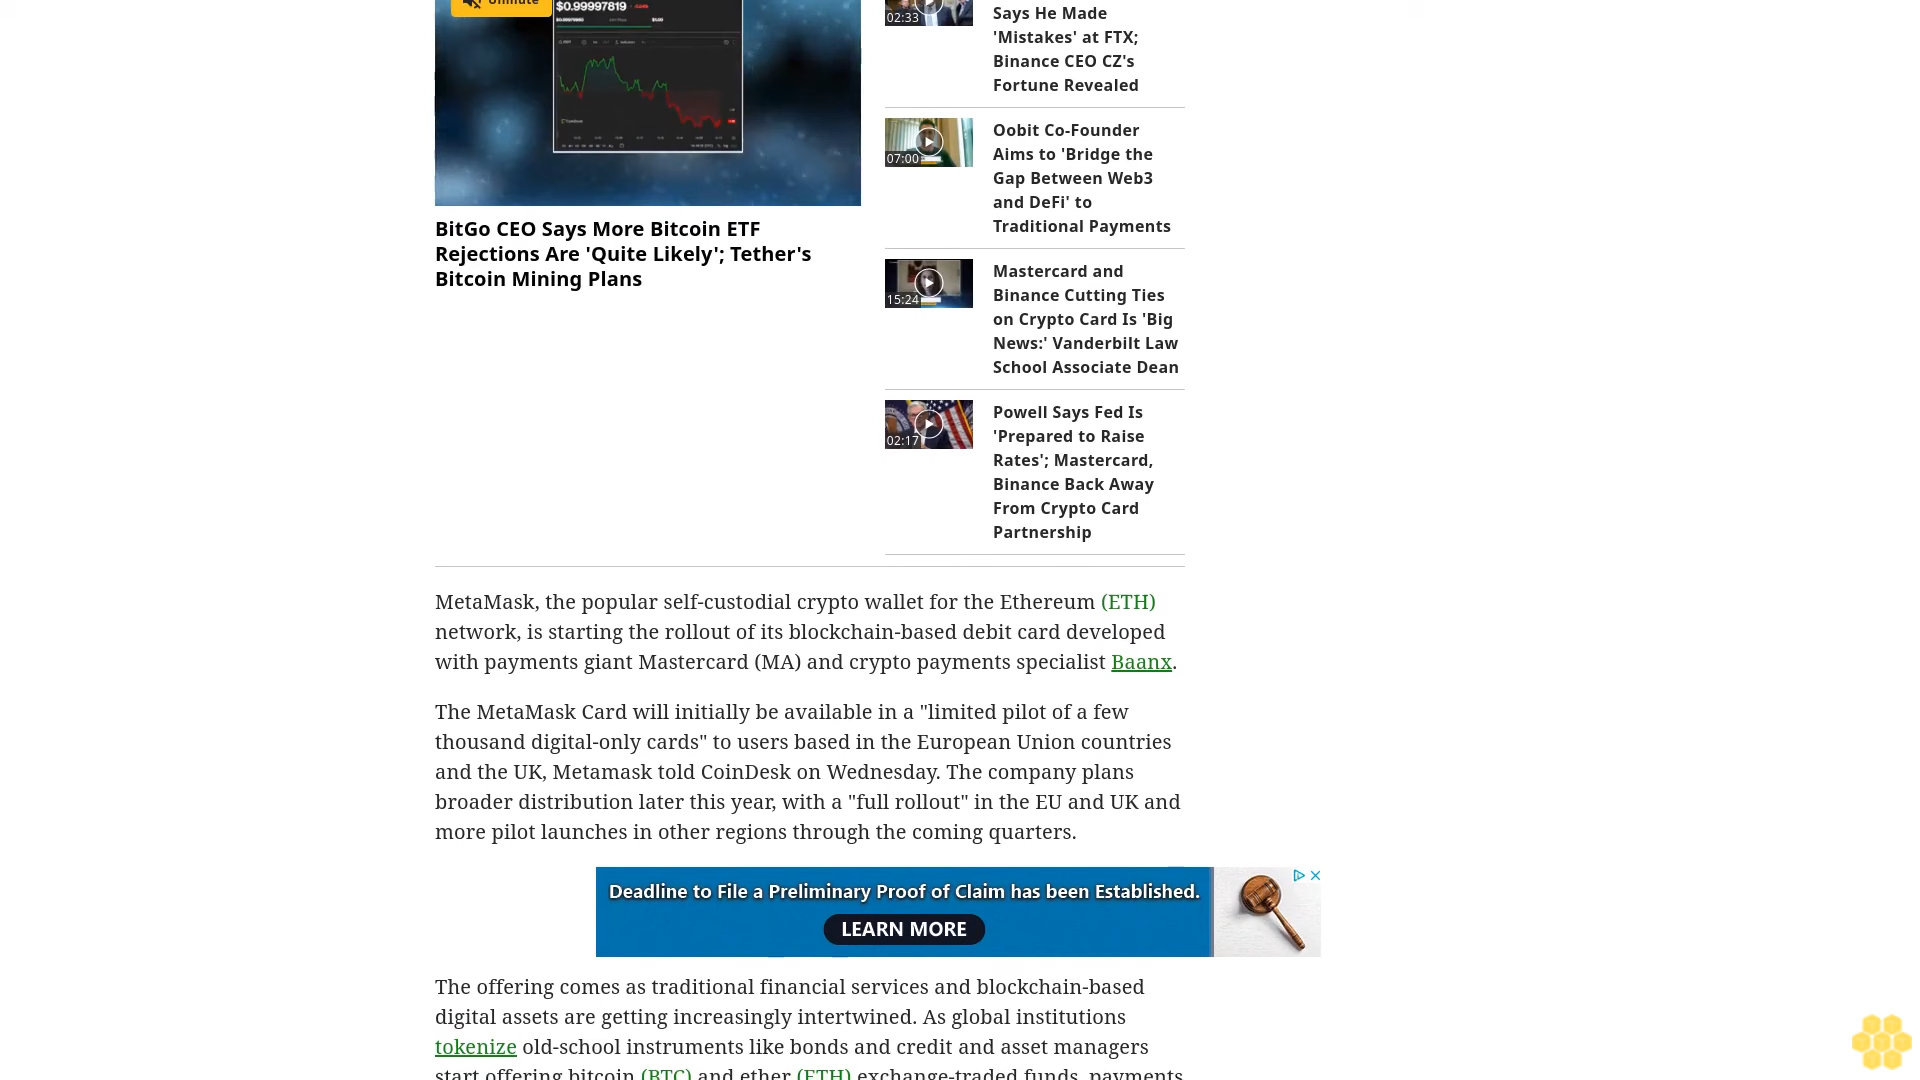 Unmute
$0.99997819
BitGo CEO Says More Bitcoin ETF
Rejections Are 'Quite Likely'; Tether's
Bitcoin Mining Plans
02:33
Says He Made
'Mistakes' at FTX;
Binance CEO CZ's
Fortune Revealed
07:00
Oobit Co-Founder
Aims to 'Bridge the
Gap Between Web3
and DeFi' to
Traditional Payments
15:24
Mastercard and
Binance Cutting Ties
on Crypto Card Is 'Big
News:' Vanderbilt Law
School Associate Dean
02:17
Powell Says Fed Is
'Prepared to Raise
Rates'; Mastercard,
Binance Back Away
From Crypto Card
Partnership
MetaMask, the popular self-custodial crypto wallet for the Ethereum (ETH)
network, is starting the rollout of its blockchain-based debit card developed
with payments giant Mastercard (MA) and crypto payments specialist Baanx.
The MetaMask Card will initially be available in a "limited pilot of a few
thousand digital-only cards" to users based in the European Union countries
and the UK, Metamask told CoinDesk on Wednesday. The company plans
broader distribution later this year, with a "full rollout" in the EU and UK and
more pilot launches in other regions through the coming quarters.
Deadline to File a Preliminary Proof of Claim has been Established.
LEARN MORE
The offering comes as traditional financial services and blockchain-based
digital assets are getting increasingly intertwined. As global institutions
tokenize old-school instruments like bonds and credit and asset managers
start offering bitcoin (BTC) and ether (ETH) exchange-traded funds, payments